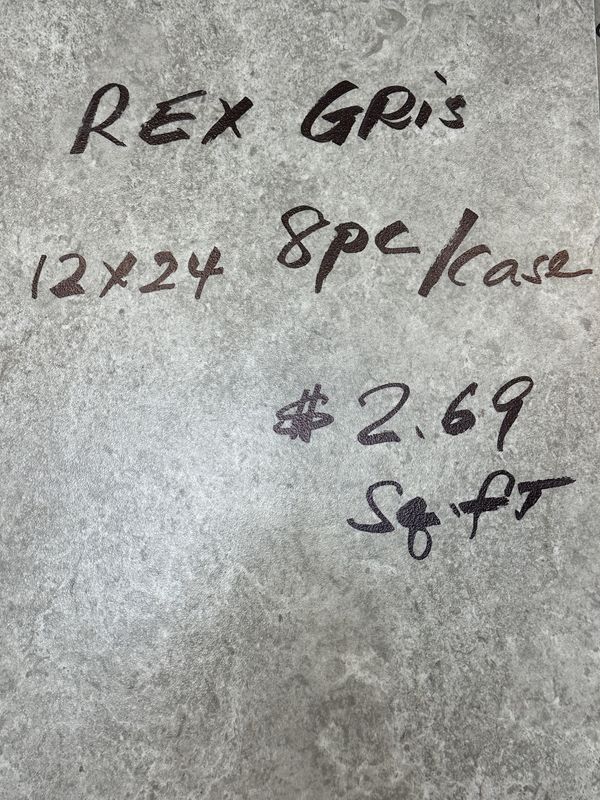 REX GRis
12x24 8pc/case
$2.69
Sq.fT